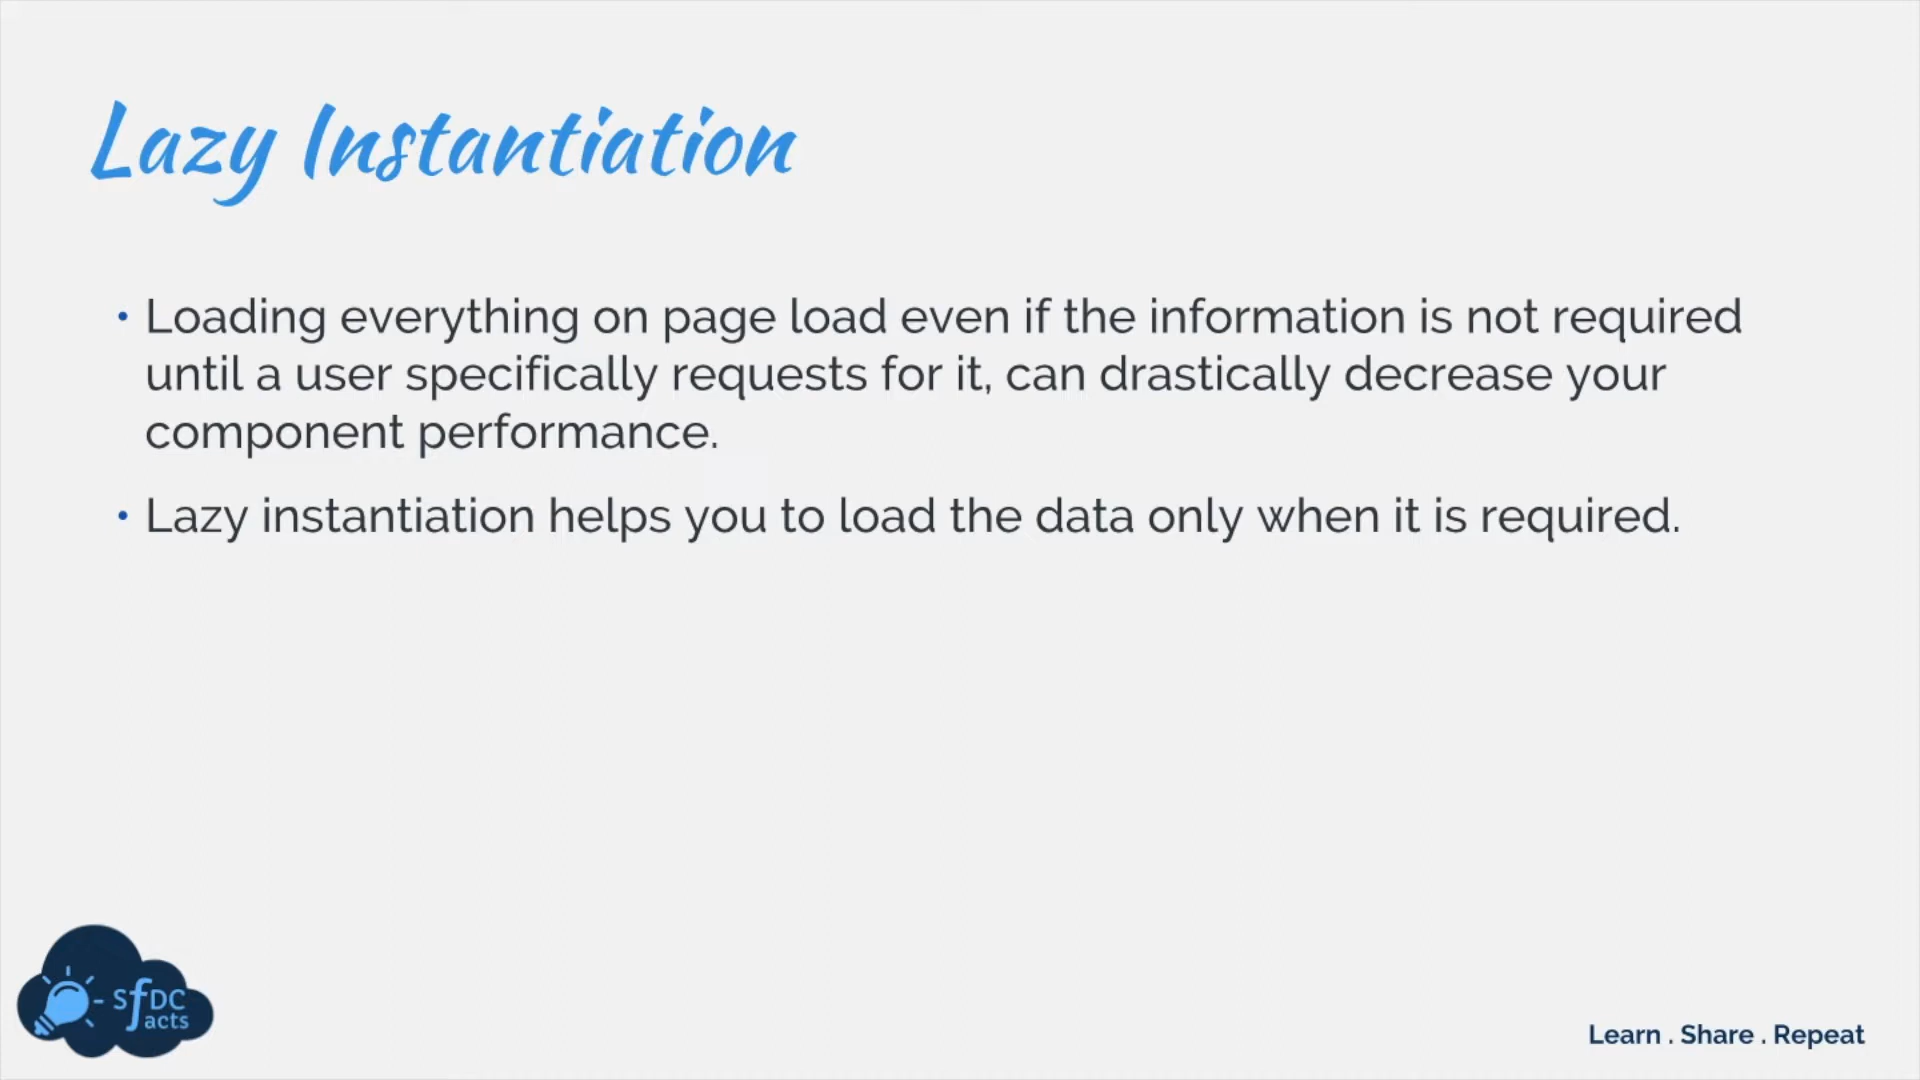 Lazy Instantiation
• Loading everything on page load even if the information is not required
until a user specifically requests for it, can drastically decrease your
component performance.
• Lazy instantiation helps you to load the data only when it is required.
- SfDC
acts
Learn . Share . Repeat